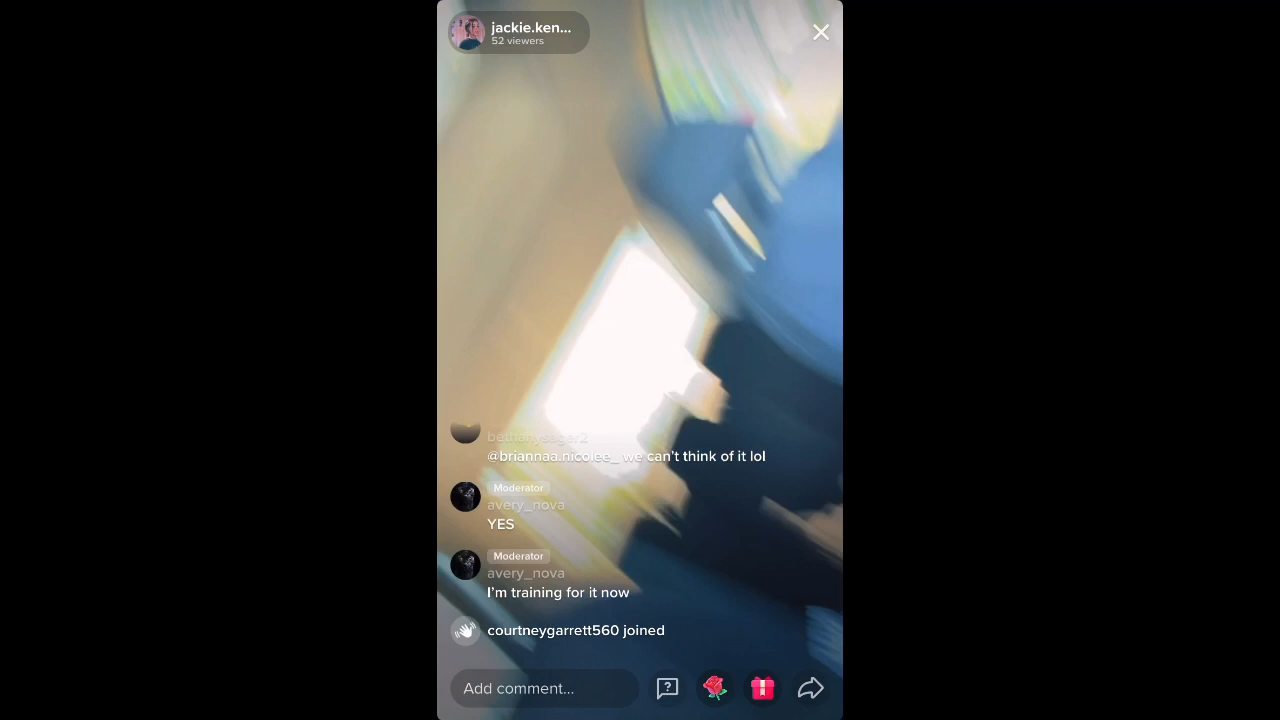 jackie.ken...
52 viewers
bethanysager2
@briannaa.nicolee_ we can't think of it lol
Moderator
avery_nova
YES
Moderator
avery_nova
I'm training for it now
courtneygarrett560 joined
Add comment...